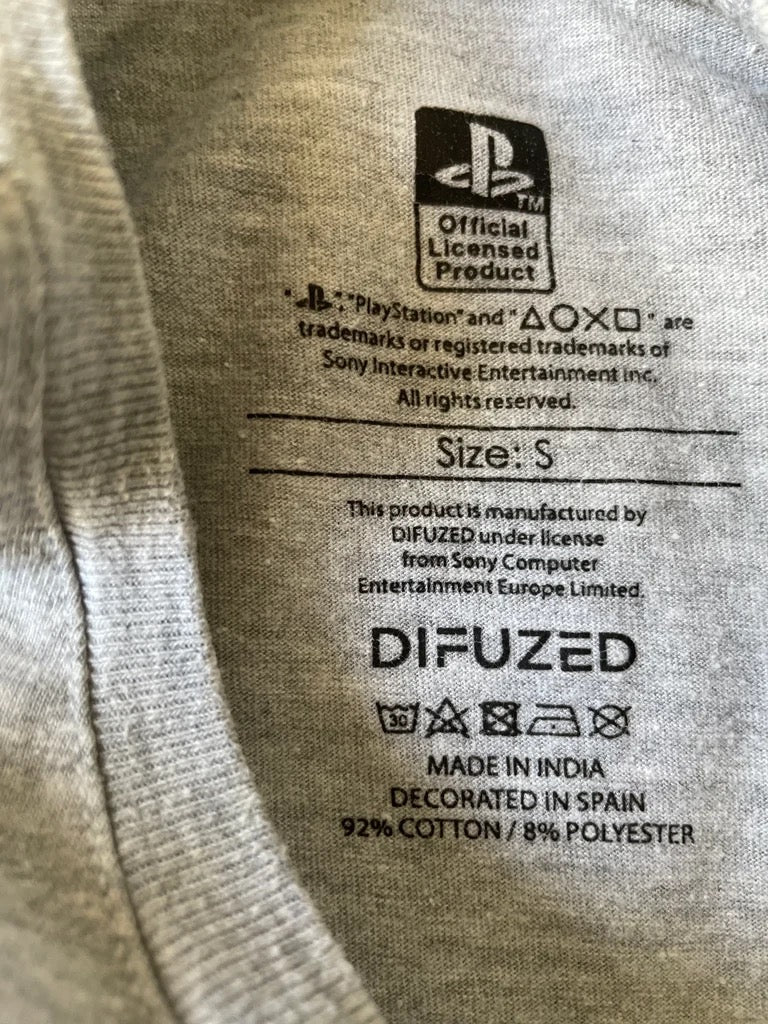 TM
Official
Licensed
Product
"PlayStation" and "△○✕□" are
trademarks or registered trademarks of
Sony Interactive Entertainment Inc.
All rights reserved.
Size: S
This product is manufactured by
DIFUZED under license
from Sony Computer
Entertainment Europe Limited.
DIFUZED
30
MADE IN INDIA
DECORATED IN SPAIN
92% COTTON / 8% POLYESTER